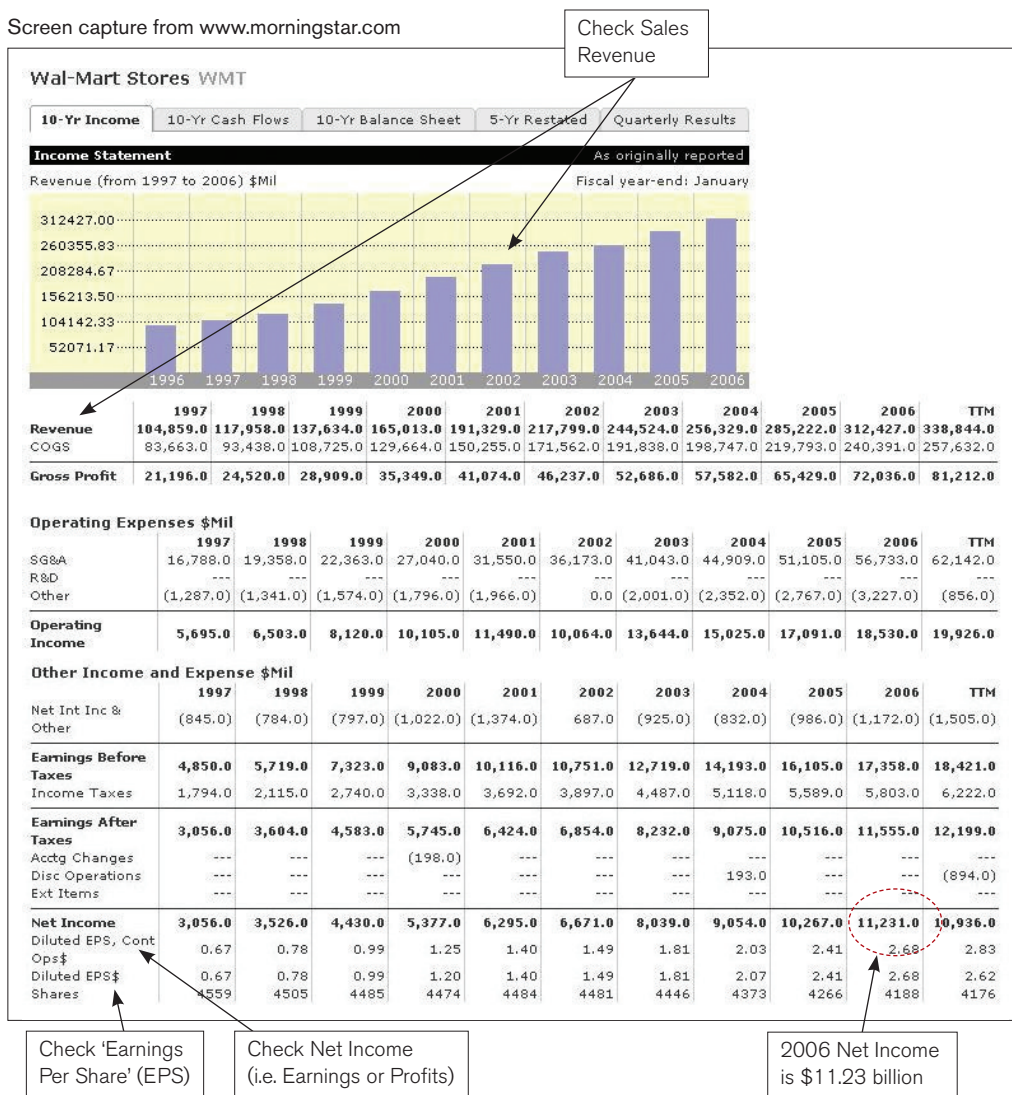 Screen capture from www.morningstar.com
Check Sales
Revenue
Wal-Mart Stores WMT
10-Yr Income 10-Yr Cash Flows 10-Yr Balance Sheet 5-Yr Restated Quarterly Results
Income Statement As originally reported
Revenue (from 1997 to 2006) $Mil Fiscal year-end: January
312427.00
260355.83
208284.67
156213.50
104142.33
52071.17
1996 1997 1998 1999 2000 2001 2002 2003 2004 2005 2006
1997 1998 1999 2000 2001 2002 2003 2004 2005 2006 TTM
Revenue 104,859.0 117,958.0 137,634.0 165,013.0 191,329.0 217,799.0 244,524.0 256,329.0 285,222.0 312,427.0 338,844.0
COGS 83,663.0 93,438.0 108,725.0 129,664.0 150,255.0 171,562.0 191,838.0 198,747.0 219,793.0 240,391.0 257,632.0
Gross Profit 21,196.0 24,520.0 28,909.0 35,349.0 41,074.0 46,237.0 52,686.0 57,582.0 65,429.0 72,036.0 81,212.0
Operating Expenses $Mil
1997 1998 1999 2000 2001 2002 2003 2004 2005 2006 TTM
SG&A 16,788.0 19,358.0 22,363.0 27,040.0 31,550.0 36,173.0 41,043.0 44,909.0 51,105.0 56,733.0 62,142.0
R&D --- --- --- --- --- --- --- --- --- --- ---
Other (1,287.0) (1,341.0) (1,574.0) (1,796.0) (1,966.0) 0.0 (2,001.0) (2,352.0) (2,767.0) (3,227.0) (856.0)
Operating
Income 5,695.0 6,503.0 8,120.0 10,105.0 11,490.0 10,064.0 13,644.0 15,025.0 17,091.0 18,530.0 19,926.0
Other Income and Expense $Mil
1997 1998 1999 2000 2001 2002 2003 2004 2005 2006 TTM
Net Int Inc &
Other (845.0) (784.0) (797.0) (1,022.0) (1,374.0) 687.0 (925.0) (832.0) (986.0) (1,172.0) (1,505.0)
Earnings Before
Taxes 4,850.0 5,719.0 7,323.0 9,083.0 10,116.0 10,751.0 12,719.0 14,193.0 16,105.0 17,358.0 18,421.0
Income Taxes 1,794.0 2,115.0 2,740.0 3,338.0 3,692.0 3,897.0 4,487.0 5,118.0 5,589.0 5,803.0 6,222.0
Earnings After
Taxes 3,056.0 3,604.0 4,583.0 5,745.0 6,424.0 6,854.0 8,232.0 9,075.0 10,516.0 11,555.0 12,199.0
Acctg Changes --- --- --- (198.0) --- --- --- --- --- --- ---
Disc Operations --- --- --- --- --- --- --- 193.0 --- --- (894.0)
Ext Items --- --- --- --- --- --- --- --- --- --- ---
Net Income 3,056.0 3,526.0 4,430.0 5,377.0 6,295.0 6,671.0 8,039.0 9,054.0 10,267.0 11,231.0 10,936.0
Diluted EPS, Cont
Ops$ 0.67 0.78 0.99 1.25 1.40 1.49 1.81 2.03 2.41 2.68 2.83
Diluted EPS$ 0.67 0.78 0.99 1.20 1.40 1.49 1.81 2.07 2.41 2.68 2.62
Shares 4559 4505 4485 4474 4484 4481 4446 4373 4266 4188 4176
Check 'Earnings
Per Share' (EPS)
Check Net Income
(i.e. Earnings or Profits)
2006 Net Income
is $11.23 billion